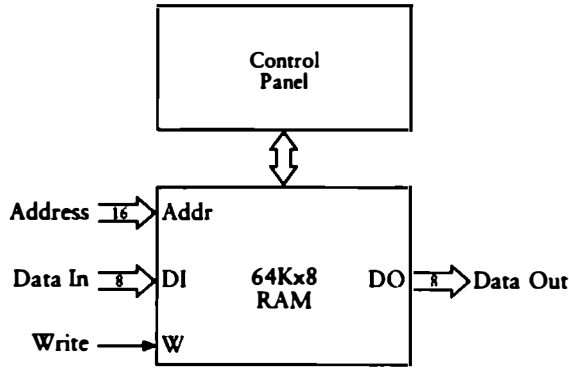 Control
Panel
Address 16 Addr
Data In 8 DI 64Kx8 DO 8 Data Out
RAM
Write W